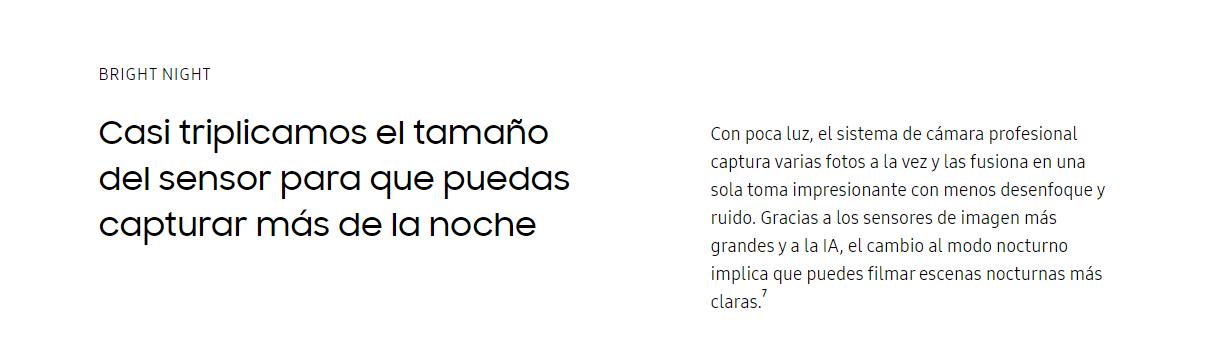 BRIGHT NIGHT
Casi triplicamos el tamaño
del sensor para que puedas
capturar más de la noche
Con poca luz, el sistema de cámara profesional
captura varias fotos a la vez y las fusiona en una
sola toma impresionante con menos desenfoque y
ruido. Gracias a los sensores de imagen más
grandes y a la IA, el cambio al modo nocturno
implica que puedes filmar escenas nocturnas más
claras.⁷